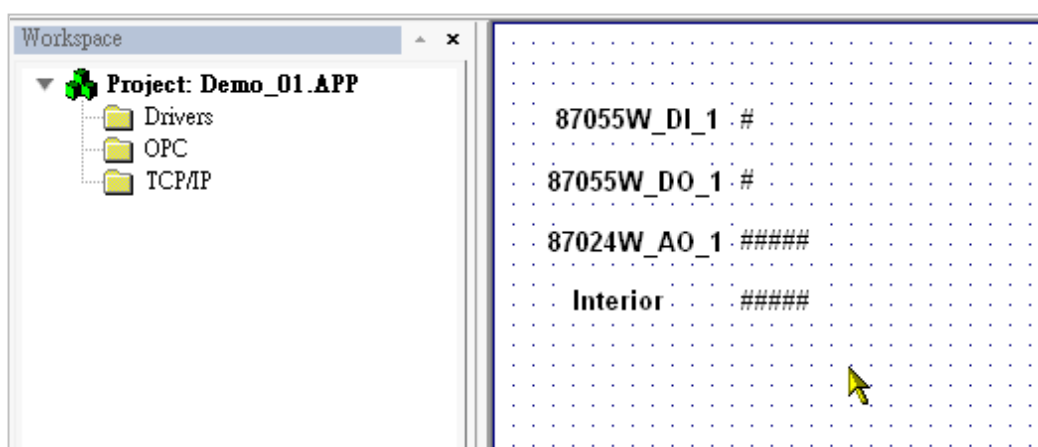 Workspace
Project: Demo_01.APP
Drivers
OPC
TCP/IP
87055W_DI_1 #
87055W_DO_1 #
87024W_AO_1 #####
Interior #####